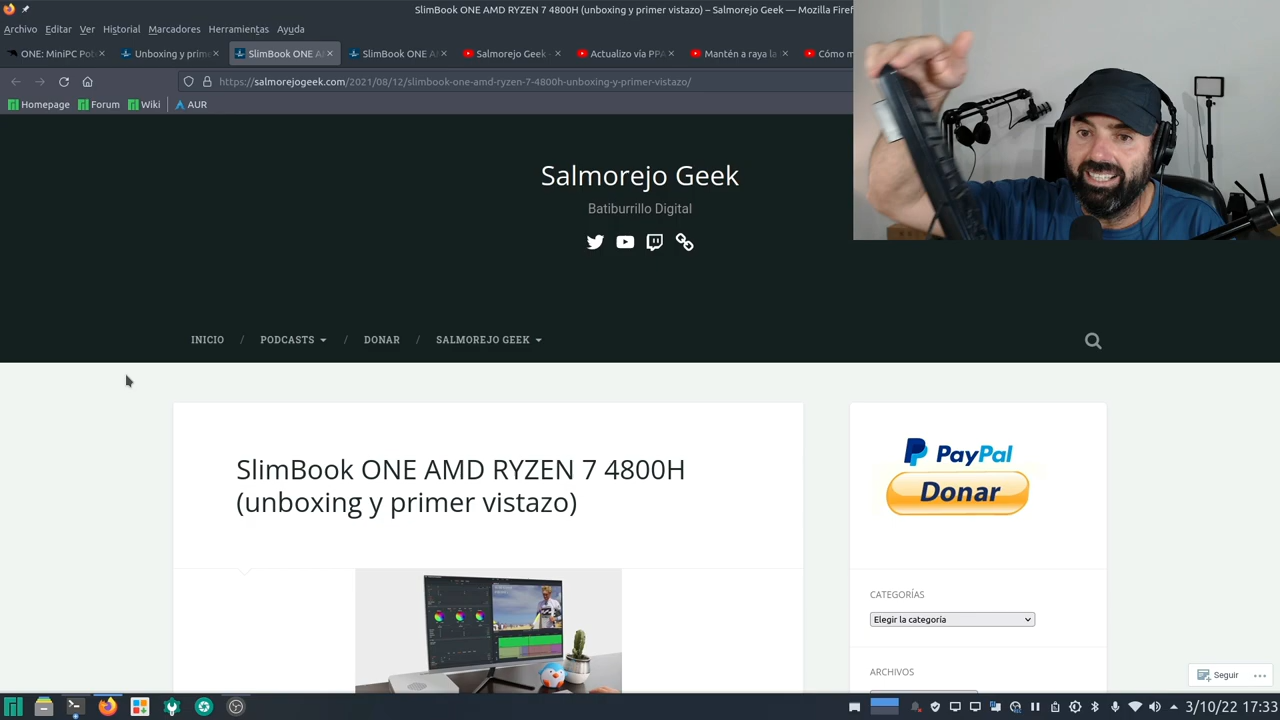 SlimBook ONE AMD RYZEN 7 4800H (unboxing y primer vistazo) – Salmorejo Geek — Mozilla Firef
Archivo Editar Ver Historial Marcadores Herramientas Ayuda
ONE: MiniPC Pot
Unboxing y prime
SlimBook ONE A
SlimBook ONE A
Salmorejo Geek -
Actualizo vía PPA
Mantén a raya la
Cómo m
https://salmorejogeek.com/2021/08/12/slimbook-one-amd-ryzen-7-4800h-unboxing-y-primer-vistazo/
Homepage Forum Wiki AUR
Salmorejo Geek
Batiburrillo Digital
INICIO / PODCASTS / DONAR / SALMOREJO GEEK
SlimBook ONE AMD RYZEN 7 4800H
(unboxing y primer vistazo)
PayPal
Donar
CATEGORÍAS
Elegir la categoría
ARCHIVOS
Seguir
3/10/22 17:33